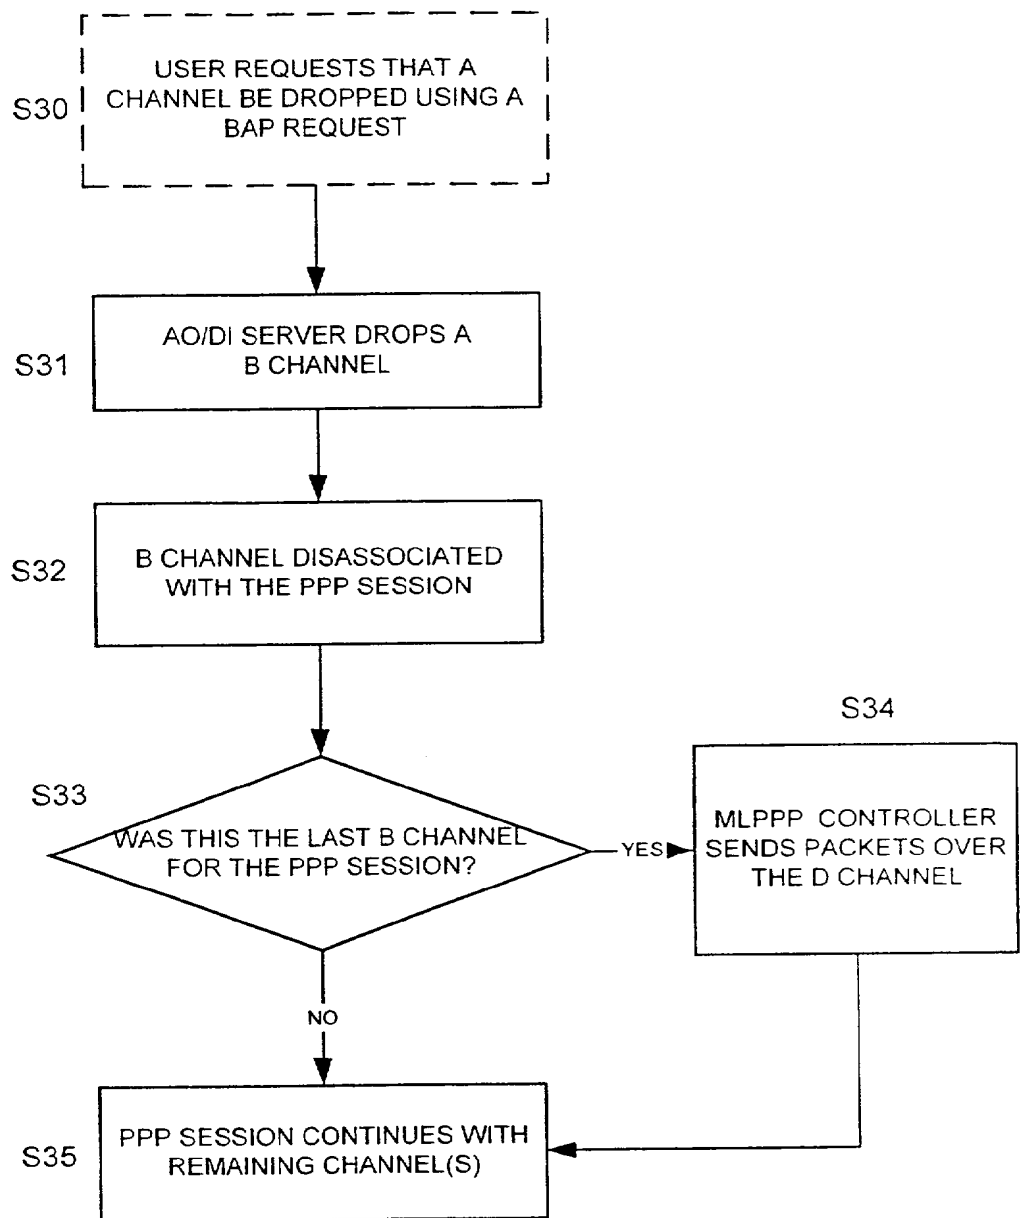 S30
USER REQUESTS THAT A
CHANNEL BE DROPPED USING A
BAP REQUEST
S31
AO/DI SERVER DROPS A
B CHANNEL
S32
B CHANNEL DISASSOCIATED
WITH THE PPP SESSION
S33
WAS THIS THE LAST B CHANNEL
FOR THE PPP SESSION?
YES
S34
MLPPP CONTROLLER
SENDS PACKETS OVER
THE D CHANNEL
NO
S35
PPP SESSION CONTINUES WITH
REMAINING CHANNEL(S)